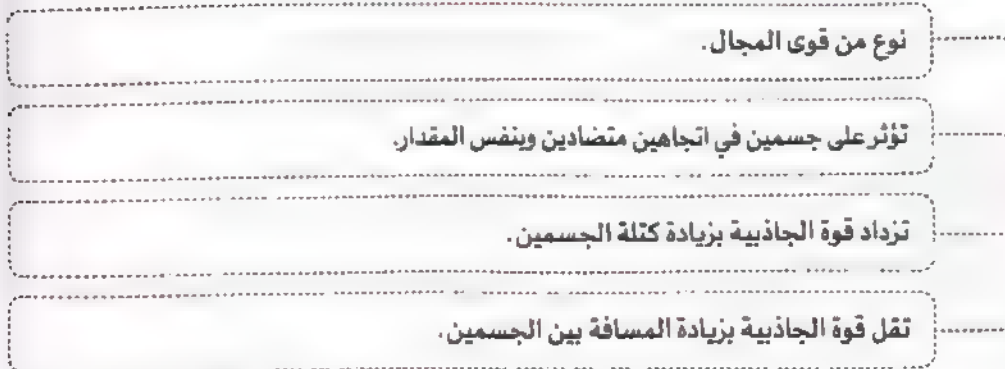 نوع من قوى المجال.
تؤثر على جسمين في اتجاهين متضادين وبنفس المقدار.
تزداد قوة الجاذبية بزيادة كتلة الجسمين.
تقل قوة الجاذبية بزيادة المسافة بين الجسمين.